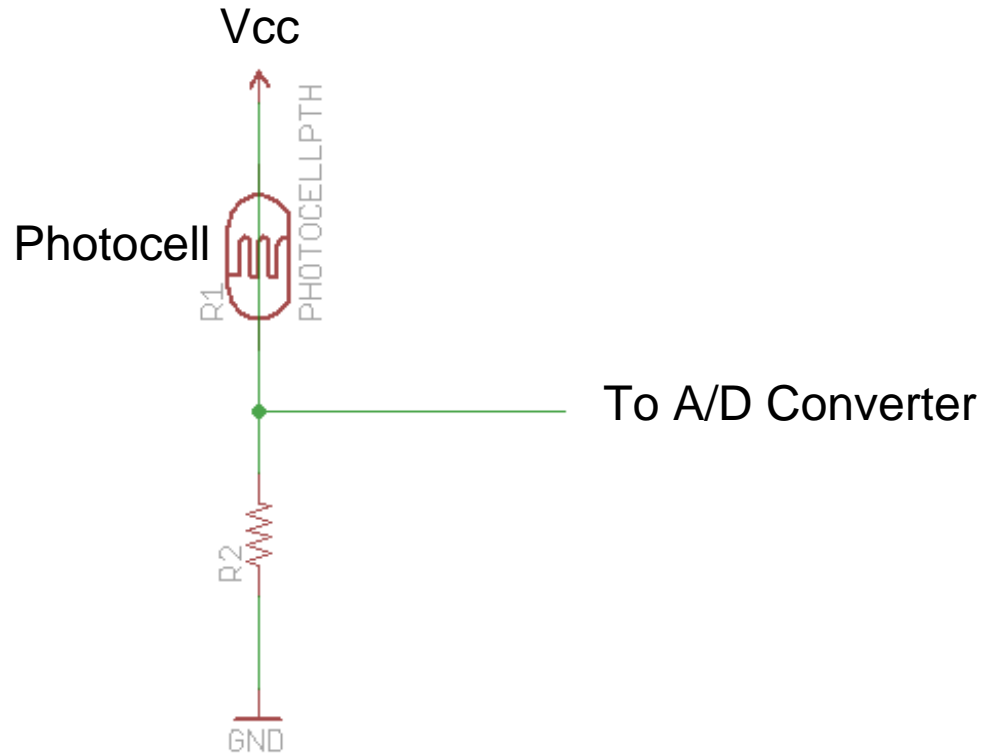 Vcc
PHOTOCELLPTH
Photocell
R1
To A/D Converter
R2
GND